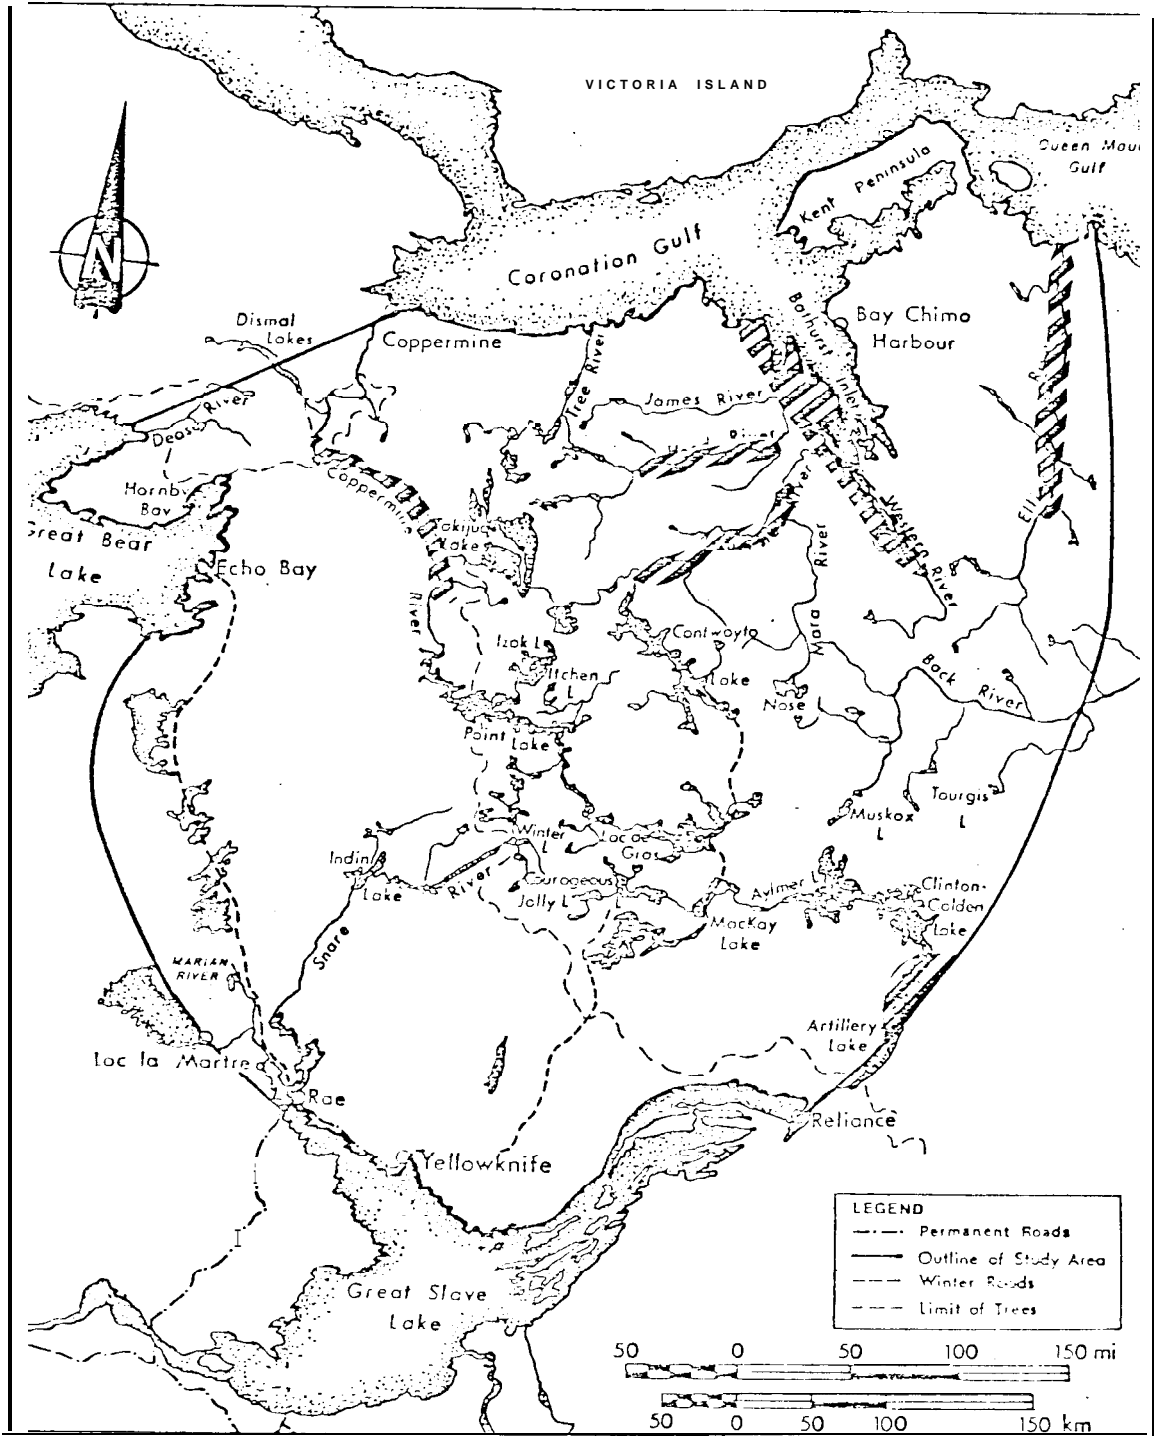 VICTORIA ISLAND
Queen Mau
Gulf
Kent Peninsula
Coronation Gulf
N
Dismal
Lakes
Coppermine
Bathurst Inlet
Bay Chimo
Harbour
Tree River
James River
River
Dease River
Hornby
Bay
Coppermine
River
Great Bear
Lake
Echo Bay
Lakes
River
Mara River
Western River
Ell
Izok L
Itchen
L
Contwoyto
Lake
Nose L
Back River
Point Lake
Muskox
L
Tourgis
L
Winter
L
Lac de
Gras
Indin
Lake
River
Snare
Courageous
L
Jolly L
MacKay
Lake
Aylmer L
Clinton-
Colden
Lake
MARIAN
RIVER
Artillery
Lake
Lac la Martre
Rae
Reliance
Yellowknife
Great Slave
Lake
LEGEND
Permanent Roads
Outline of Study Area
Winter Roads
Limit of Trees
50 0 50 100 150 mi
50 0 50 100 150 km